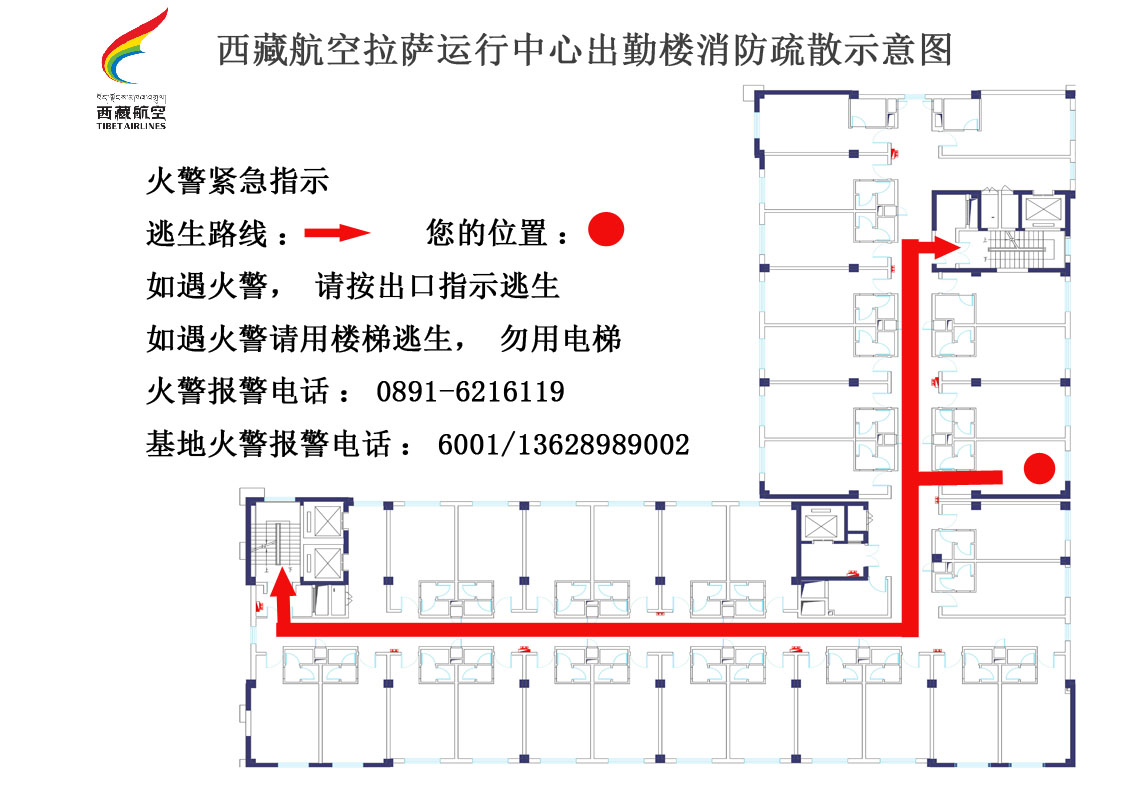 西藏航空拉萨运行中心出勤楼消防疏散示意图
西藏航空
TIBET AIRLINES
火警紧急指示
逃生路线： 您的位置：
如遇火警， 请按出口指示逃生
如遇火警请用楼梯逃生， 勿用电梯
火警报警电话： 0891-6216119
基地火警报警电话： 6001/13628989002
上
下
上
下